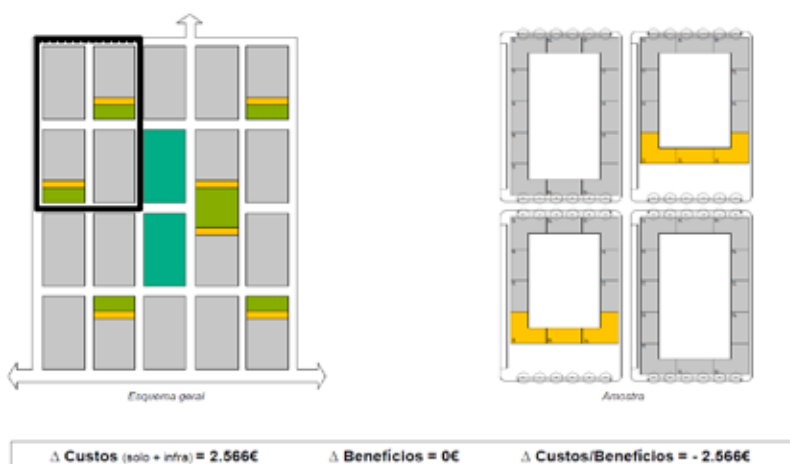 Esquema geral
Amostra
Δ Custos (solo + infra) = 2.566€
Δ Benefícios = 0€
Δ Custos/Benefícios = - 2.566€